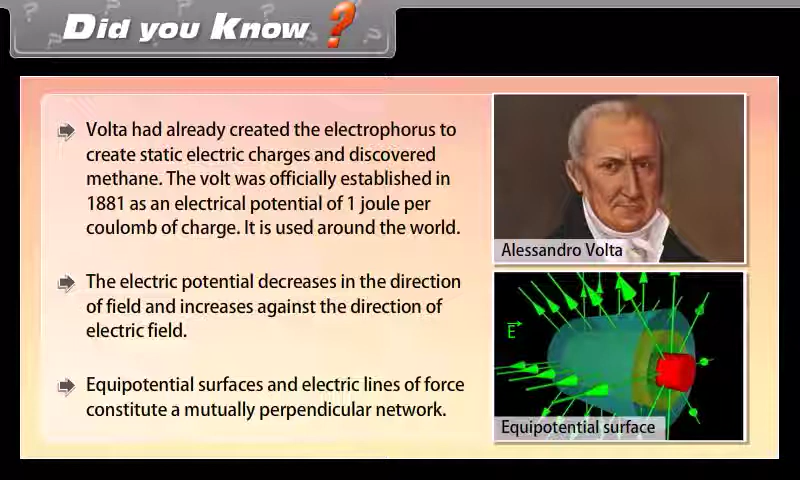 Did you Know ?
Volta had already created the electrophorus to
create static electric charges and discovered
methane. The volt was officially established in
1881 as an electrical potential of 1 joule per
coulomb of charge. It is used around the world.
The electric potential decreases in the direction
of field and increases against the direction of
electric field.
Equipotential surfaces and electric lines of force
constitute a mutually perpendicular network.
Alessandro Volta
E
Equipotential surface